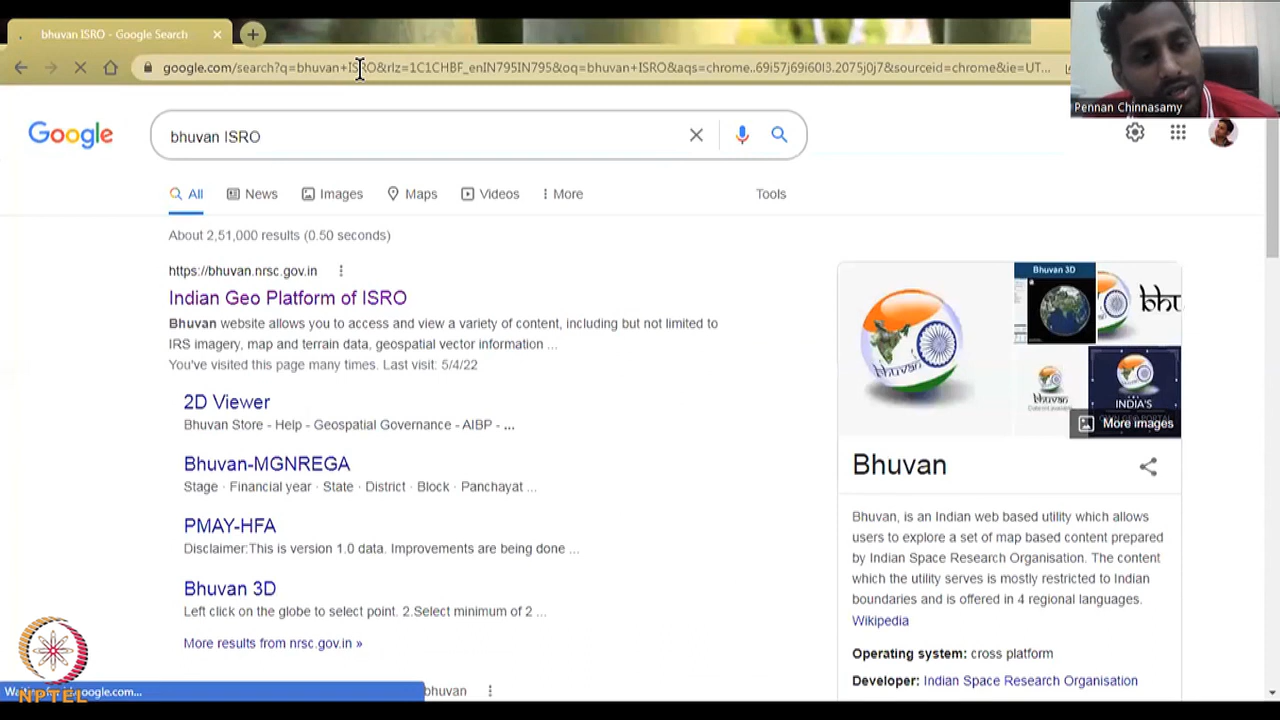 bhuvan ISRO - Google Search
google.com/search?q=bhuvan+ISRO&rlz=1C1CHBF_enIN795IN795&oq=bhuvan+ISRO&aqs=chrome..69i57j69i60l3.2075j0j7&sourceid=chrome&ie=UT...
Pennan Chinnasamy
Google
bhuvan ISRO
All
News
Images
Maps
Videos
More
Tools
About 2,51,000 results (0.50 seconds)
https://bhuvan.nrsc.gov.in
Indian Geo Platform of ISRO
Bhuvan website allows you to access and view a variety of content, including but not limited to
IRS imagery, map and terrain data, geospatial vector information ...
You've visited this page many times. Last visit: 5/4/22
2D Viewer
Bhuvan Store - Help - Geospatial Governance - AIBP - ...
Bhuvan-MGNREGA
Stage · Financial year · State · District · Block · Panchayat ...
PMAY-HFA
Disclaimer:This is version 1.0 data. Improvements are being done ...
Bhuvan 3D
Left click on the globe to select point. 2.Select minimum of 2 ...
More results from nrsc.gov.in »
bhuvan
Bhuvan 3D
bhuvan
bhu
bhuvan
INDIA'S
More images
Bhuvan
Bhuvan, is an Indian web based utility which allows
users to explore a set of map based content prepared
by Indian Space Research Organisation. The content
which the utility serves is mostly restricted to Indian
boundaries and is offered in 4 regional languages.
Wikipedia
Operating system: cross platform
Developer: Indian Space Research Organisation
NPTEL